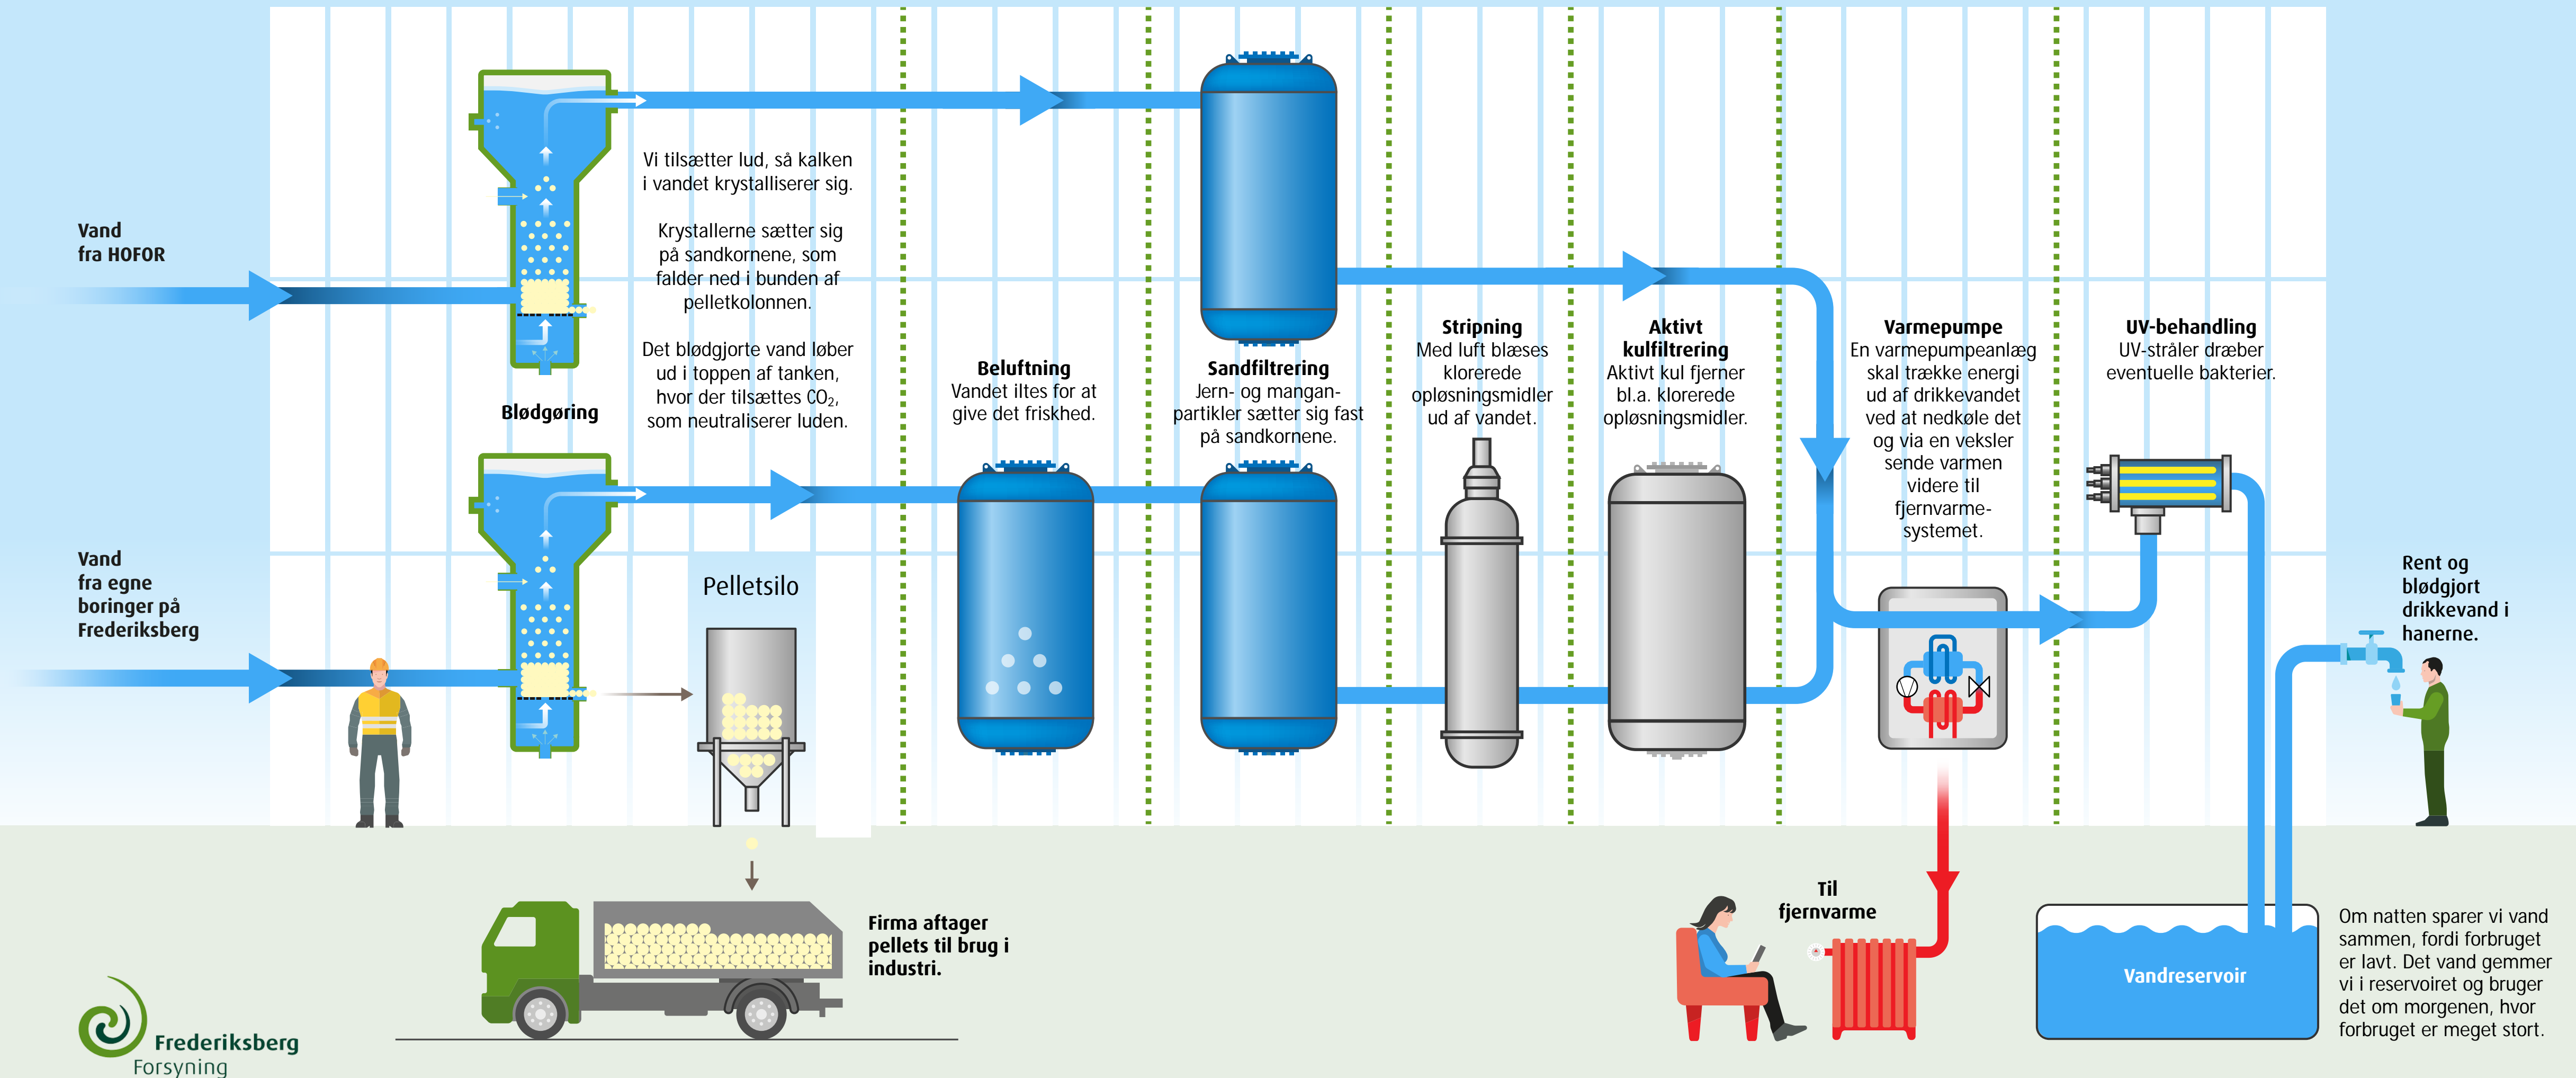 Vand
fra HOFOR
Vand
fra egne
boringer på
Frederiksberg
Blødgøring
Vi tilsætter lud, så kalken
i vandet krystalliserer sig.
Krystallerne sætter sig
på sandkornene, som
falder ned i bunden af
pelletkolonnen.
Det blødgjorte vand løber
ud i toppen af tanken,
hvor der tilsættes CO₂,
som neutraliserer luden.
Pelletsilo
Firma aftager
pellets til brug i
industri.
Beluftning
Vandet iltes for at
give det friskhed.
Sandfiltrering
Jern- og mangan-
partikler sætter sig fast
på sandkornene.
Stripning
Med luft blæses
klorerede
opløsningsmidler
ud af vandet.
Aktivt
kulfiltrering
Aktivt kul fjerner
bl.a. klorerede
opløsningsmidler.
Varmepumpe
En varmepumpeanlæg
skal trække energi
ud af drikkevandet
ved at nedkøle det
og via en veksler
sende varmen
videre til
fjernvarme-
systemet.
Til
fjernvarme
UV-behandling
UV-stråler dræber
eventuelle bakterier.
Rent og
blødgjort
drikkevand i
hanerne.
Vandreservoir
Om natten sparer vi vand
sammen, fordi forbruget
er lavt. Det vand gemmer
vi i reservoiret og bruger
det om morgenen, hvor
forbruget er meget stort.
Frederiksberg
Forsyning